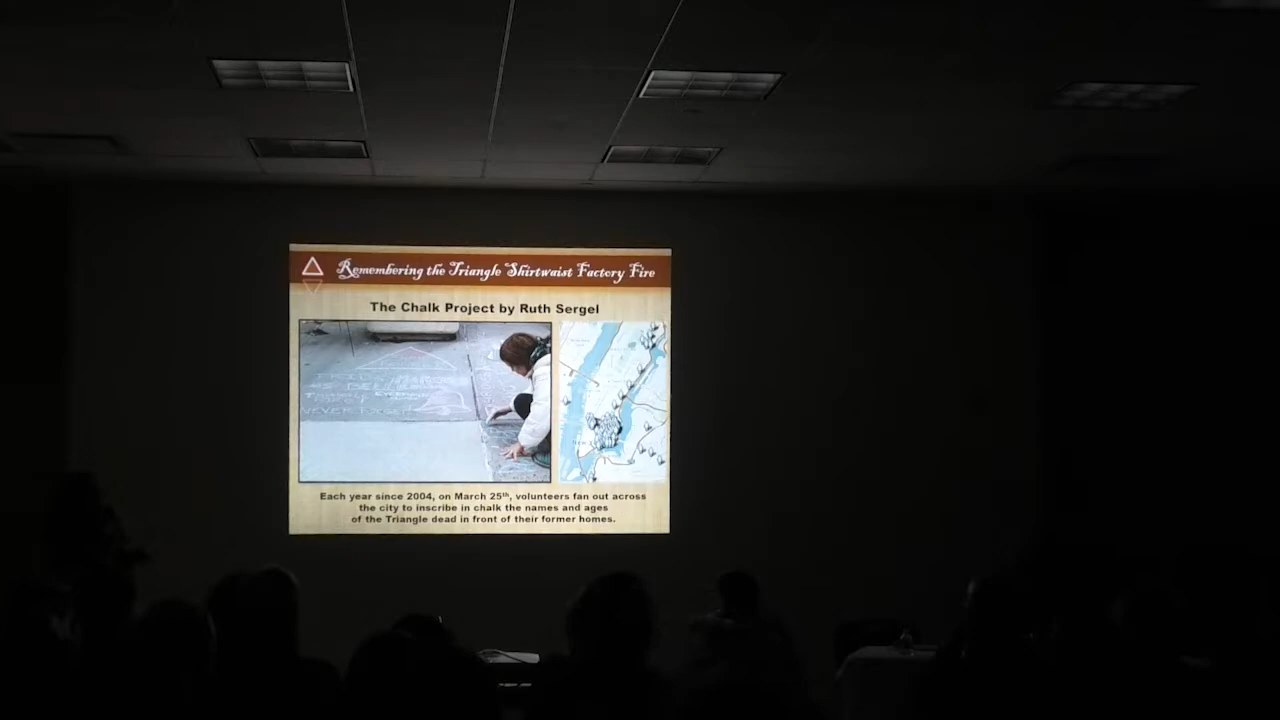 Remembering the Triangle Shirtwaist Factory Fire
The Chalk Project by Ruth Sergel
NEVER
Each year since 2004, on March 25th, volunteers fan out across
the city to inscribe in chalk the names and ages
of the Triangle dead in front of their former homes.